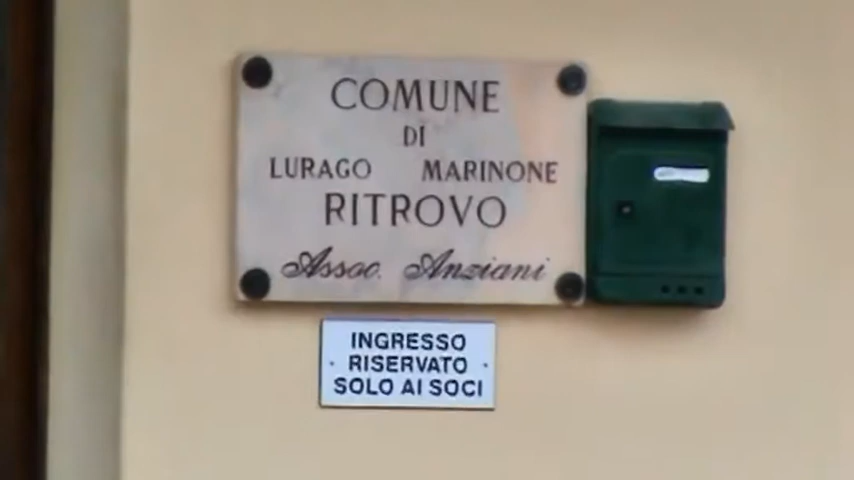 COMUNE
DI
LURAGO MARINONE
RITROVO
Assoc. Anziani
INGRESSO
RISERVATO
SOLO AI SOCI